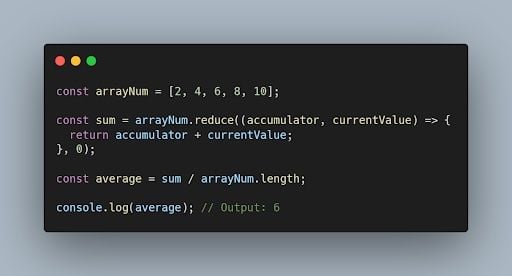 const arrayNum = [2, 4, 6, 8, 10];
const sum = arrayNum.reduce((accumulator, currentValue) => {
  return accumulator + currentValue;
}, 0);
const average = sum / arrayNum.length;
console.log(average); // Output: 6